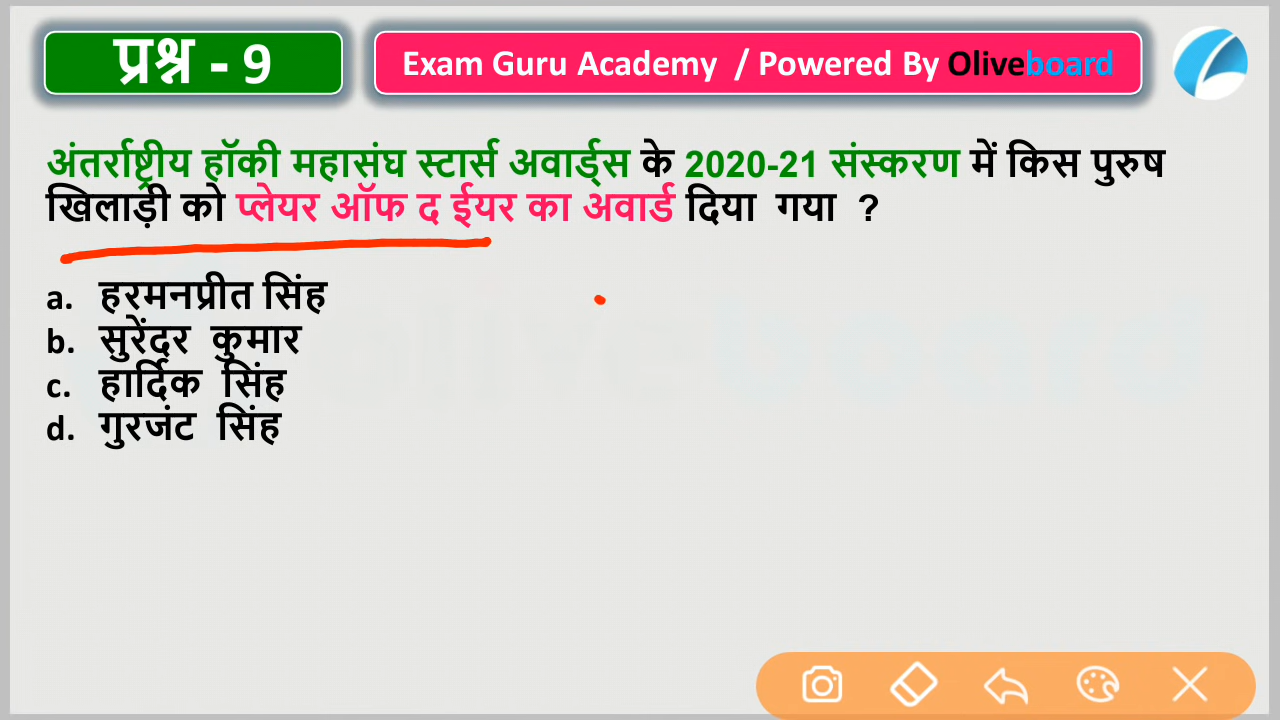 प्रश्न - 9
Exam Guru Academy / Powered By Oliveboard
अंतर्राष्ट्रीय हॉकी महासंघ स्टार्स अवार्ड्स के 2020-21 संस्करण में किस पुरुष
खिलाड़ी को प्लेयर ऑफ द ईयर का अवार्ड दिया गया ?
a. हरमनप्रीत सिंह
b. सुरेंदर कुमार
c. हार्दिक सिंह
d. गुरजंट सिंह